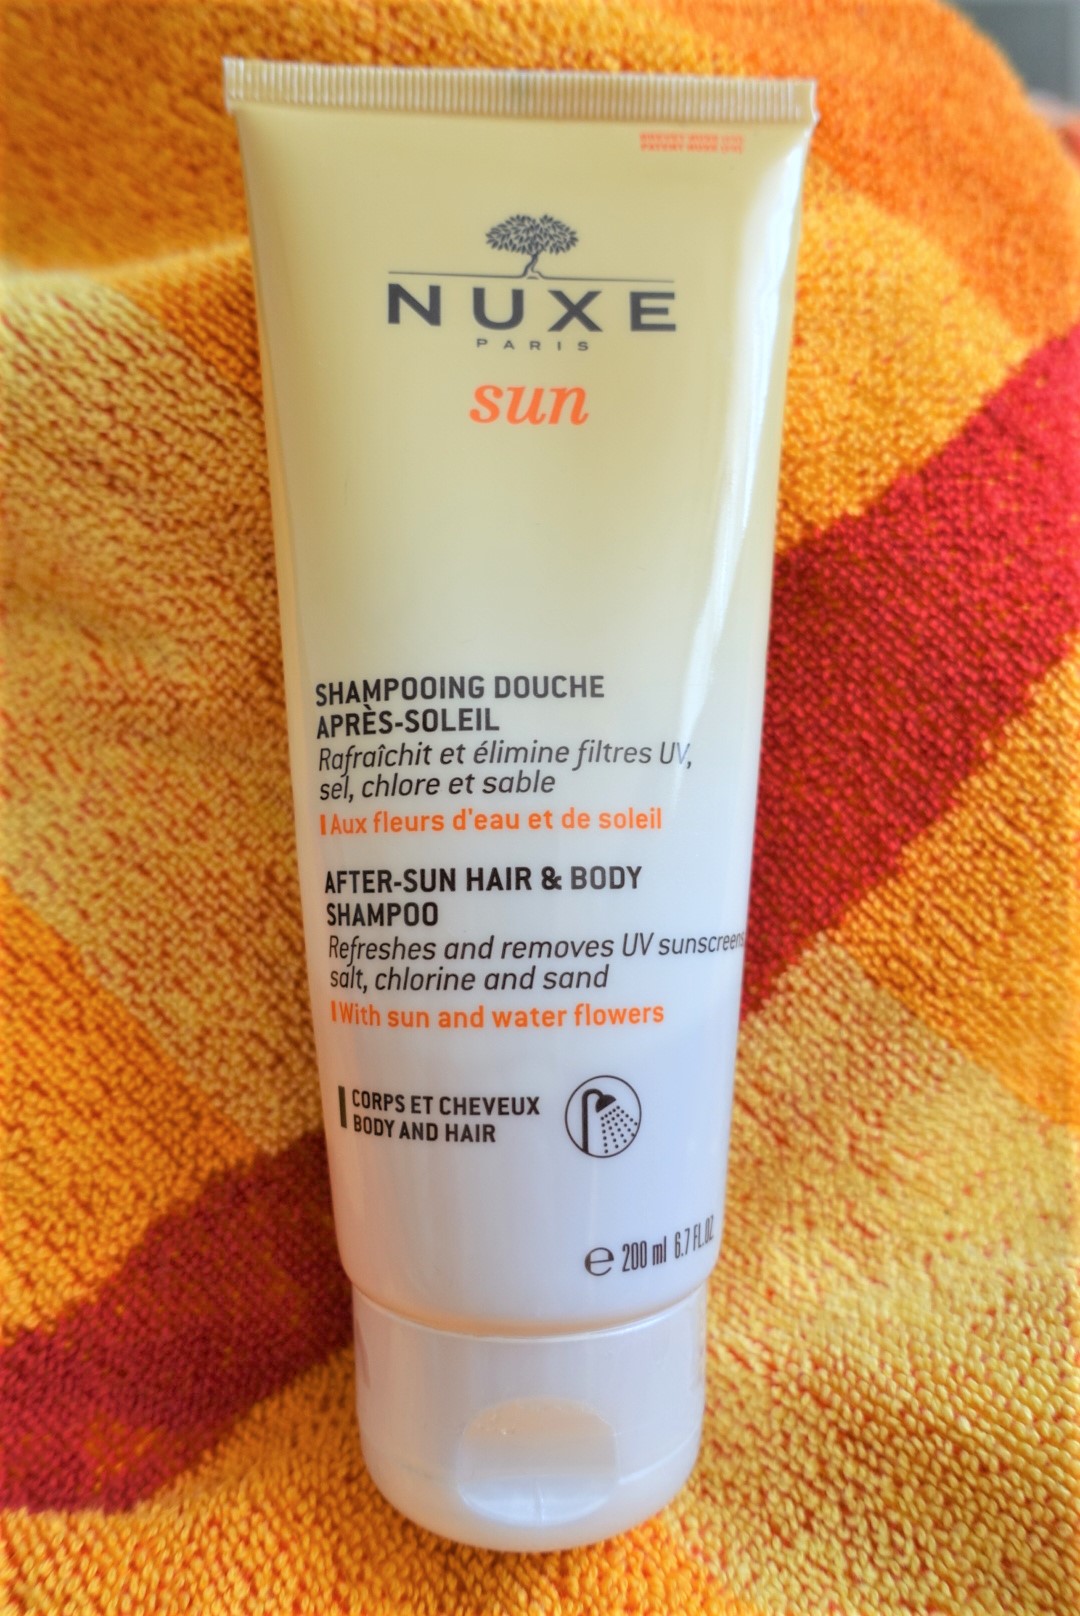 NUXE
PARIS
sun
SHAMPOOING DOUCHE
APRÈS-SOLEIL
Rafraîchit et élimine filtres UV,
sel, chlore et sable
Aux fleurs d'eau et de soleil
AFTER-SUN HAIR & BODY
SHAMPOO
Refreshes and removes UV sunscreens
salt, chlorine and sand
With sun and water flowers
CORPS ET CHEVEUX
BODY AND HAIR
e 200 ml 6.7 FL.OZ.